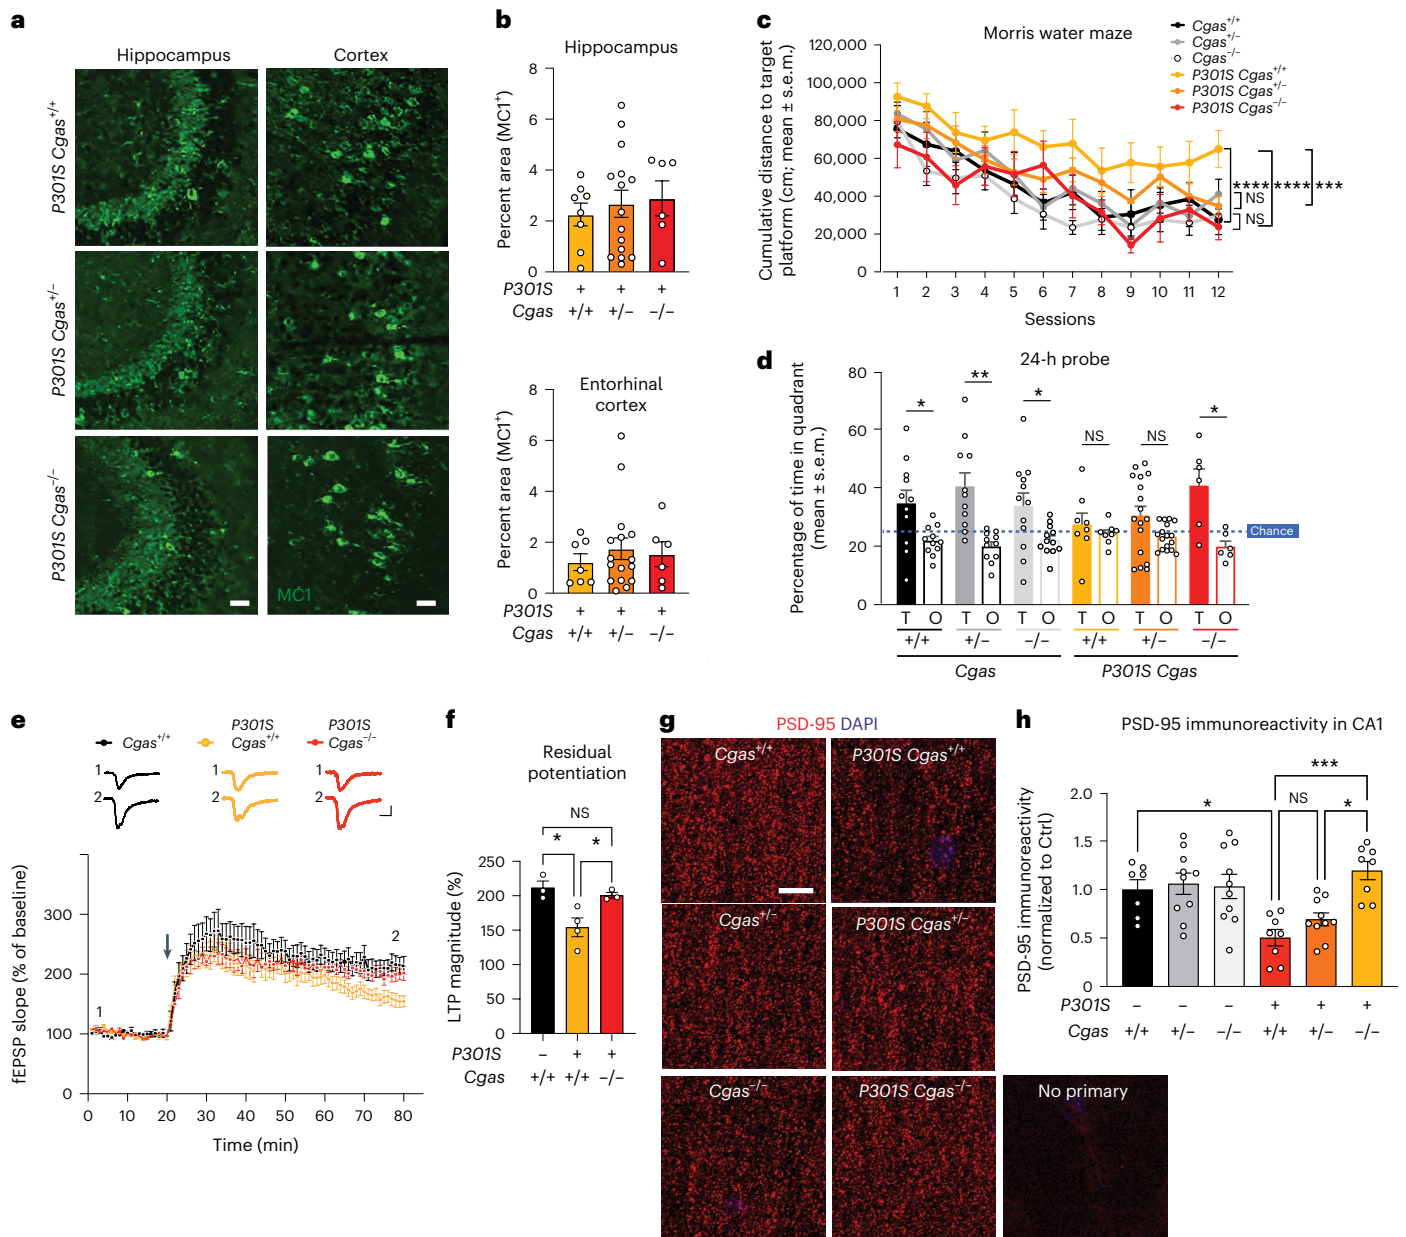 a
Hippocampus
Cortex
P301S Cgas+/+
P301S Cgas+/−
P301S Cgas−/−
MC1
b
Hippocampus
Percent area (MC1+)
8
6
4
2
0
P301S + + +
Cgas +/+ +/− −/−
Entorhinal
cortex
Percent area (MC1+)
8
6
4
2
0
P301S + + +
Cgas +/+ +/− −/−
c
Morris water maze
Cgas+/+
Cgas+/−
Cgas−/−
P301S Cgas+/+
P301S Cgas+/−
P301S Cgas−/−
Cumulative distance to target
platform (cm; mean ± s.e.m.)
120,000
100,000
80,000
60,000
40,000
20,000
0
**** **** ***
NS
NS
1 2 3 4 5 6 7 8 9 10 11 12
Sessions
d
24-h probe
Percentage of time in quadrant
(mean ± s.e.m.)
80
60
40
20
0
* ** * NS NS *
Chance
T O T O T O T O T O T O
+/+ +/− −/− +/+ +/− −/−
Cgas P301S Cgas
e
Cgas+/+
P301S
Cgas+/+
P301S
Cgas−/−
1 1 1
2 2 2
fEPSP slope (% of baseline)
300
200
100
0
1
2
0 10 20 30 40 50 60 70 80
Time (min)
f
Residual
potentiation
NS
* *
LTP magnitude (%)
250
200
150
100
50
0
P301S − + +
Cgas +/+ +/+ −/−
g
PSD-95 DAPI
Cgas+/+
P301S Cgas+/+
Cgas+/−
P301S Cgas+/−
Cgas−/−
P301S Cgas−/−
No primary
h
PSD-95 immunoreactivity in CA1
***
* NS *
PSD-95 immunoreactivity
(normalized to Ctrl)
2.0
1.5
1.0
0.5
0
P301S − − − + + +
Cgas +/+ +/− −/− +/+ +/− −/−